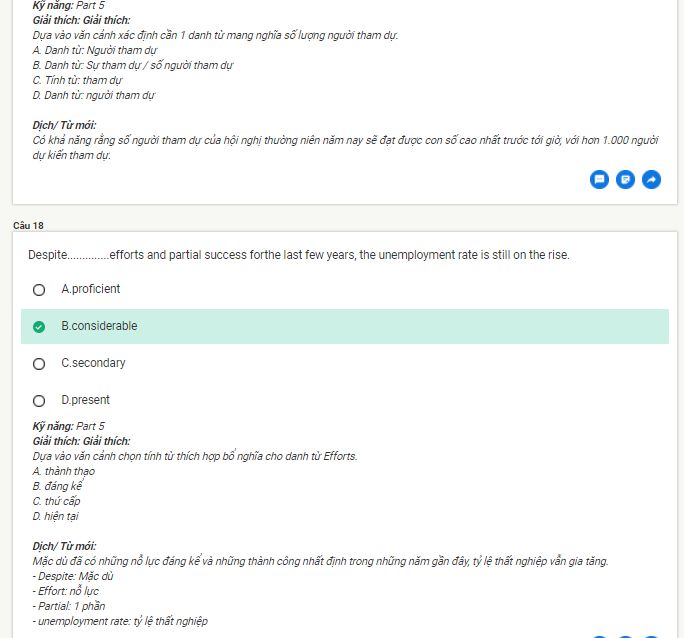 Kỹ năng: Part 5
Giải thích: Giải thích:
Dựa vào văn cảnh xác định cần 1 danh từ mang nghĩa số lượng người tham dự.
A. Danh từ: Người tham dự
B. Danh từ: Sự tham dự / số người tham dự
C. Tính từ: tham dự
D. Danh từ: người tham dự
Dịch/ Từ mới:
Có khả năng rằng số người tham dự của hội nghị thường niên năm nay sẽ đạt được con số cao nhất trước tới giờ, với hơn 1.000 người
dự kiến tham dự.
Câu 18
Despite..............efforts and partial success forthe last few years, the unemployment rate is still on the rise.
A.proficient
B.considerable
C.secondary
D.present
Kỹ năng: Part 5
Giải thích: Giải thích:
Dựa vào văn cảnh chọn tính từ thích hợp bổ nghĩa cho danh từ Efforts.
A. thành thạo
B. đáng kể
C. thứ cấp
D. hiện tại
Dịch/ Từ mới:
Mặc dù đã có những nỗ lực đáng kể và những thành công nhất định trong những năm gần đây, tỷ lệ thất nghiệp vẫn gia tăng.
- Despite: Mặc dù
- Effort: nỗ lực
- Partial: 1 phần
- unemployment rate: tỷ lệ thất nghiệp